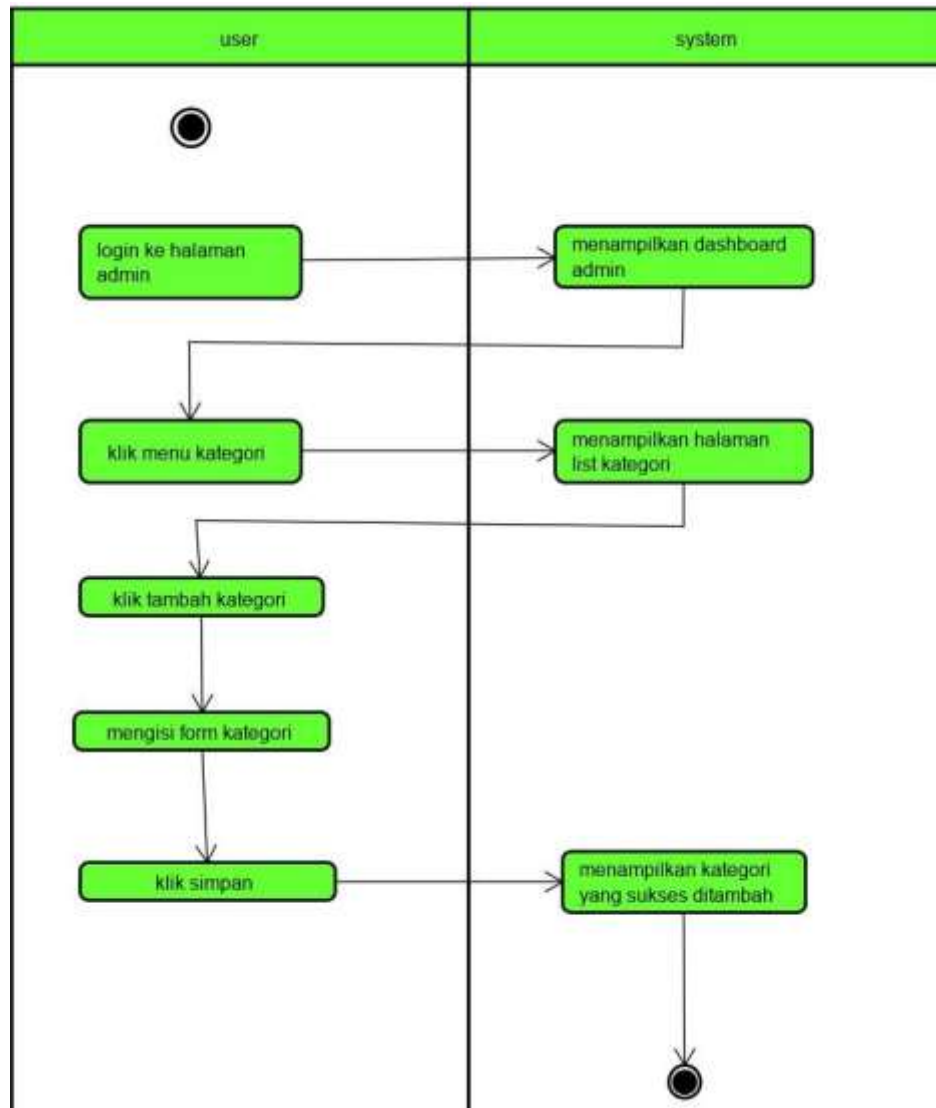 user
system
login ke halaman
admin
menampilkan dashboard
admin
klik menu kategori
menampilkan halaman
list kategori
klik tambah kategori
mengisi form kategori
klik simpan
menampilkan kategori
yang sukses ditambah